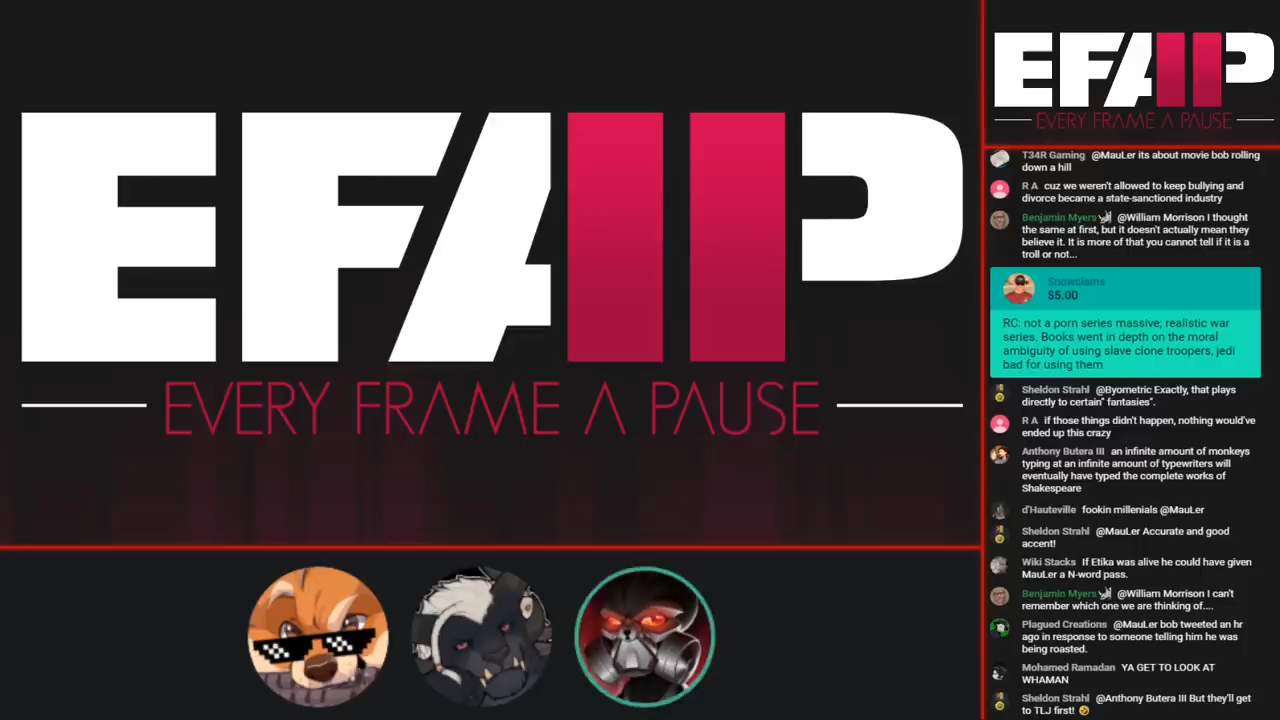 EFAP
EVERY FRAME A PAUSE
EFAP
EVERY FRAME A PAUSE
T34R Gaming @MauLer its about movie bob rolling
down a hill
R A cuz we weren't allowed to keep bullying and
divorce became a state-sanctioned industry
Benjamin Myers @William Morrison I thought
the same at first, but it doesn't actually mean they
believe it. It is more of that you cannot tell if it is a
troll or not...
Snowclams
$5.00
RC: not a porn series massive; realistic war
series. Books went in depth on the moral
ambiguity of using slave clone troopers, jedi
bad for using them
Sheldon Strahl @Byometric Exactly, that plays
directly to certain" fantasies".
R A if those things didn't happen, nothing would've
ended up this crazy
Anthony Butera III an infinite amount of monkeys
typing at an infinite amount of typewriters will
eventually have typed the complete works of
Shakespeare
d'Hauteville fookin millenials @MauLer
Sheldon Strahl @MauLer Accurate and good
accent!
Wiki Stacks If Etika was alive he could have given
MauLer a N-word pass.
Benjamin Myers @William Morrison I can't
remember which one we are thinking of....
Plagued Creations @MauLer bob tweeted an hr
ago in response to someone telling him he was
being roasted.
Mohamed Ramadan YA GET TO LOOK AT
WHAMAN
Sheldon Strahl @Anthony Butera III But they'll get
to TLJ first! 🤣